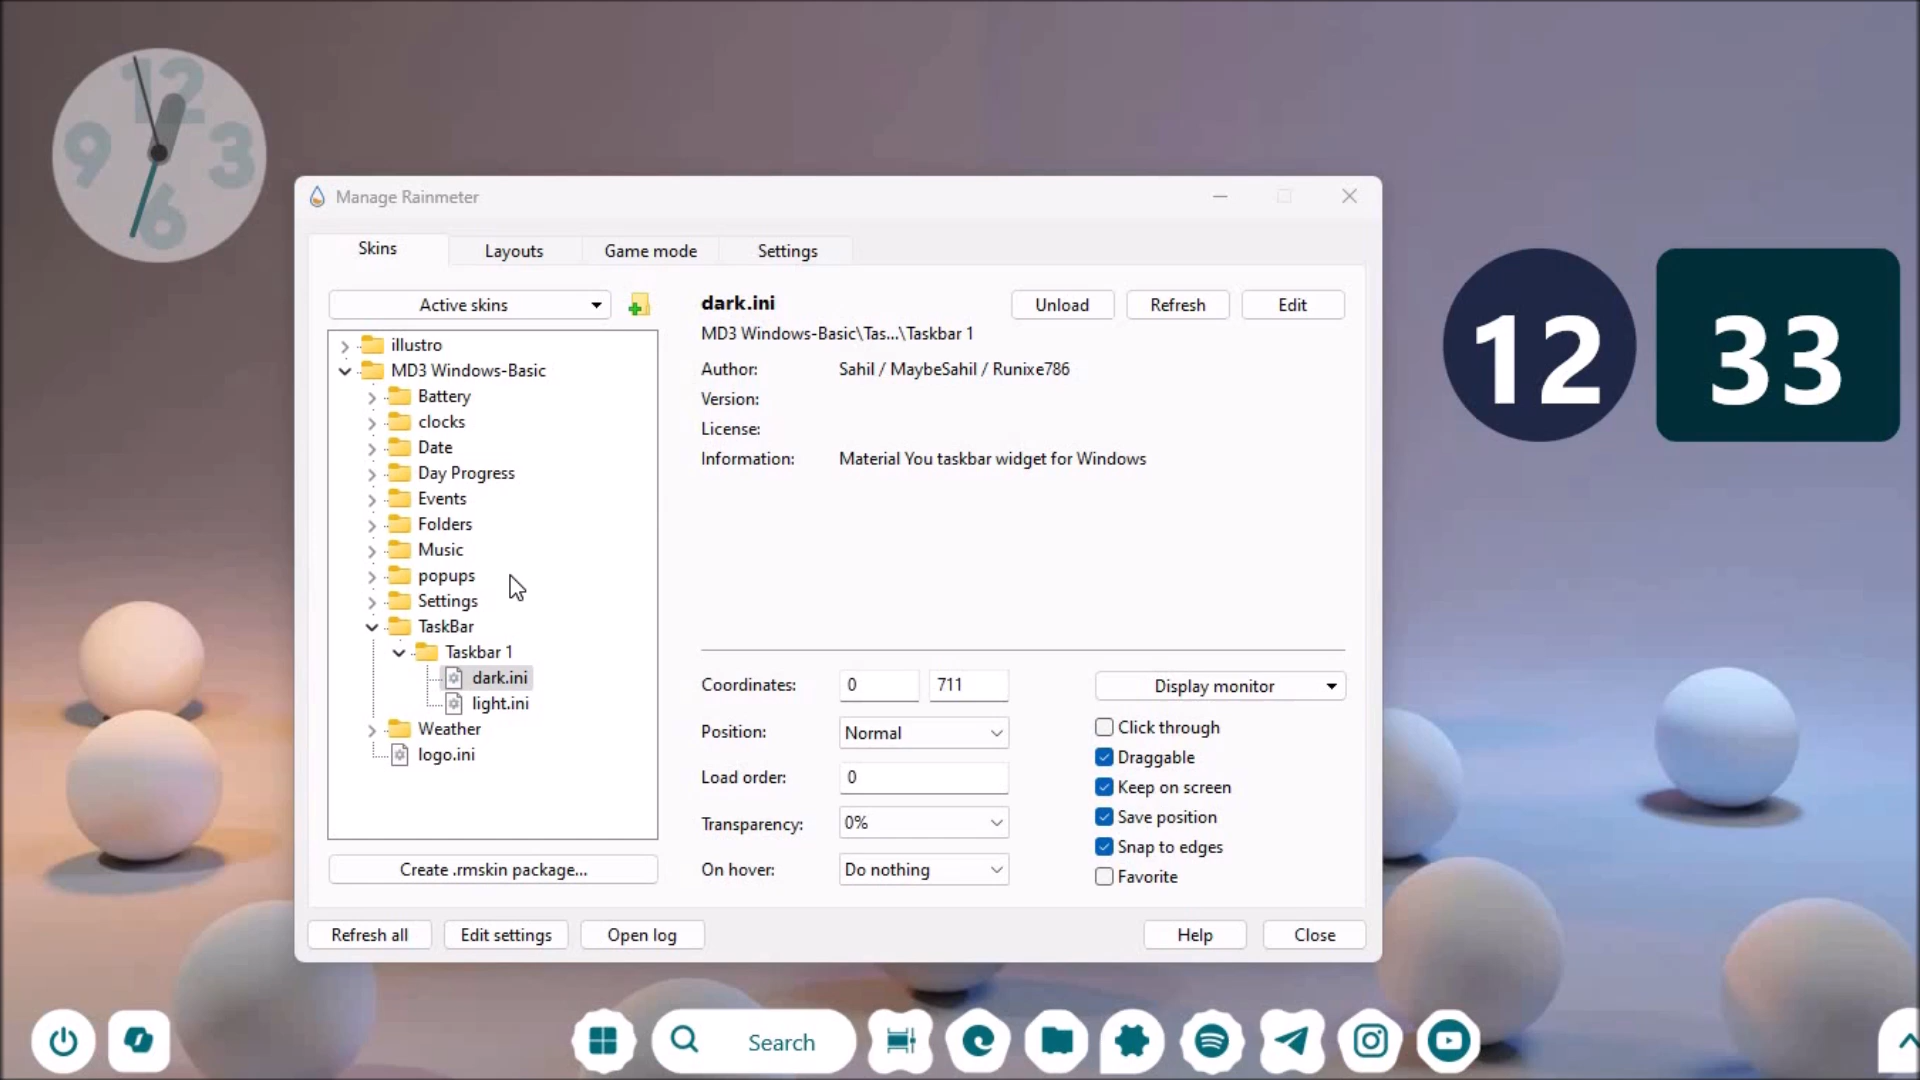 12
9 3
6
Manage Rainmeter
Skins Layouts Game mode Settings
Active skins
illustro
MD3 Windows-Basic
Battery
clocks
Date
Day Progress
Events
Folders
Music
popups
Settings
TaskBar
Taskbar 1
dark.ini
light.ini
Weather
logo.ini
Create .rmskin package...
dark.ini Unload Refresh Edit
MD3 Windows-Basic\Tas...\Taskbar 1
Author: Sahil / MaybeSahil / Runixe786
Version:
License:
Information: Material You taskbar widget for Windows
Coordinates: 0 711
Position: Normal
Load order: 0
Transparency: 0%
On hover: Do nothing
Display monitor
Click through
Draggable
Keep on screen
Save position
Snap to edges
Favorite
Refresh all Edit settings Open log Help Close
12 33
Search